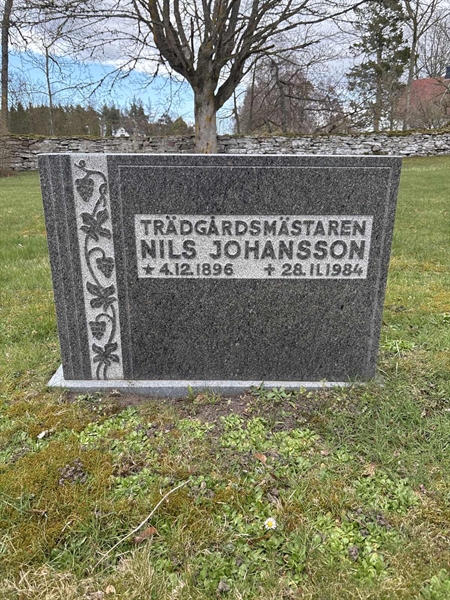 TRÄDGÅRDSMÄSTAREN
NILS JOHANSSON
★ 4.12.1896 ✝ 28.11.1984